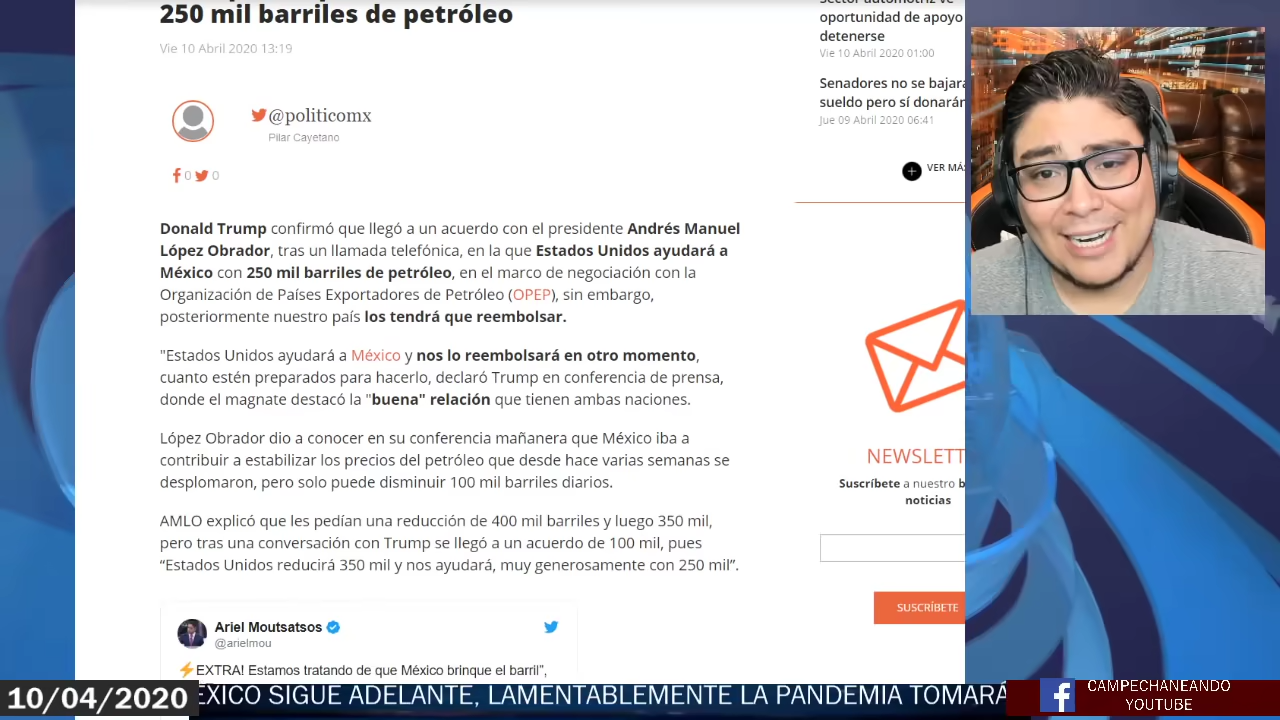 250 mil barriles de petróleo
Vie 10 Abril 2020 13:19
@politicomx
Pilar Cayetano
0 0
Donald Trump confirmó que llegó a un acuerdo con el presidente Andrés Manuel
López Obrador, tras un llamada telefónica, en la que Estados Unidos ayudará a
México con 250 mil barriles de petróleo, en el marco de negociación con la
Organización de Países Exportadores de Petróleo (OPEP), sin embargo,
posteriormente nuestro país los tendrá que reembolsar.
"Estados Unidos ayudará a México y nos lo reembolsará en otro momento,
cuanto estén preparados para hacerlo, declaró Trump en conferencia de prensa,
donde el magnate destacó la "buena" relación que tienen ambas naciones.
López Obrador dio a conocer en su conferencia mañanera que México iba a
contribuir a estabilizar los precios del petróleo que desde hace varias semanas se
desplomaron, pero solo puede disminuir 100 mil barriles diarios.
AMLO explicó que les pedían una reducción de 400 mil barriles y luego 350 mil,
pero tras una conversación con Trump se llegó a un acuerdo de 100 mil, pues
“Estados Unidos reducirá 350 mil y nos ayudará, muy generosamente con 250 mil”.
Ariel Moutsatsos
@arielmou
⚡EXTRA! Estamos tratando de que México brinque el barril”,
Sector automotriz ve
oportunidad de apoyo
detenerse
Vie 10 Abril 2020 01:00
Senadores no se bajará
sueldo pero sí donarán
Jue 09 Abril 2020 06:41
VER MÁS
NEWSLETT
Suscríbete a nuestro b
noticias
SUSCRÍBETE
10/04/2020
EXICO SIGUE ADELANTE, LAMENTABLEMENTE LA PANDEMIA TOMARÁ
CAMPECHANEANDO
YOUTUBE